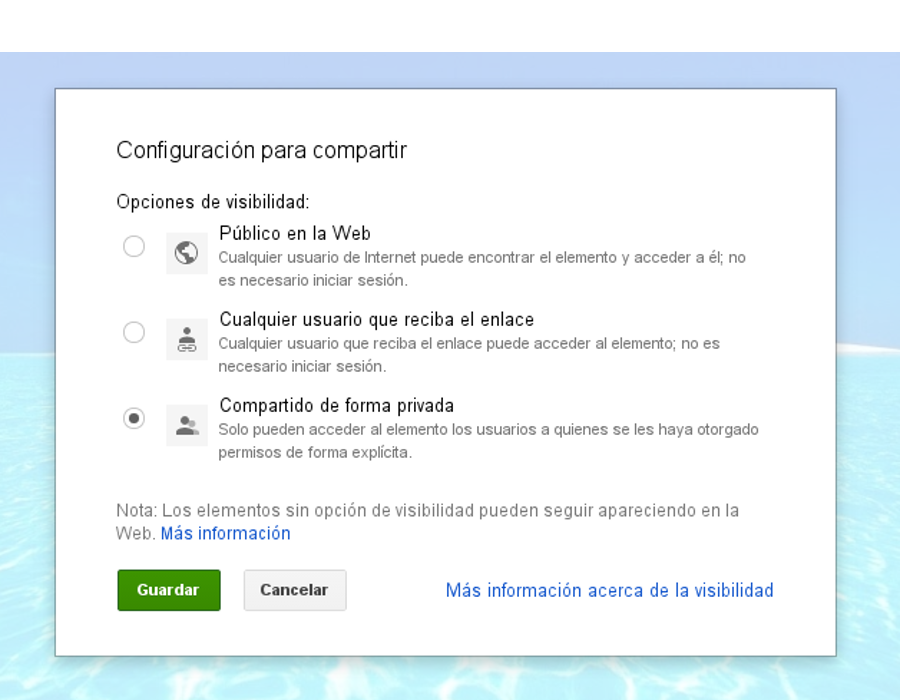 Configuración para compartir
Opciones de visibilidad:
Público en la Web
Cualquier usuario de Internet puede encontrar el elemento y acceder a él; no
es necesario iniciar sesión.
Cualquier usuario que reciba el enlace
Cualquier usuario que reciba el enlace puede acceder al elemento; no es
necesario iniciar sesión.
Compartido de forma privada
Solo pueden acceder al elemento los usuarios a quienes se les haya otorgado
permisos de forma explícita.
Nota: Los elementos sin opción de visibilidad pueden seguir apareciendo en la
Web. Más información
Guardar Cancelar Más información acerca de la visibilidad